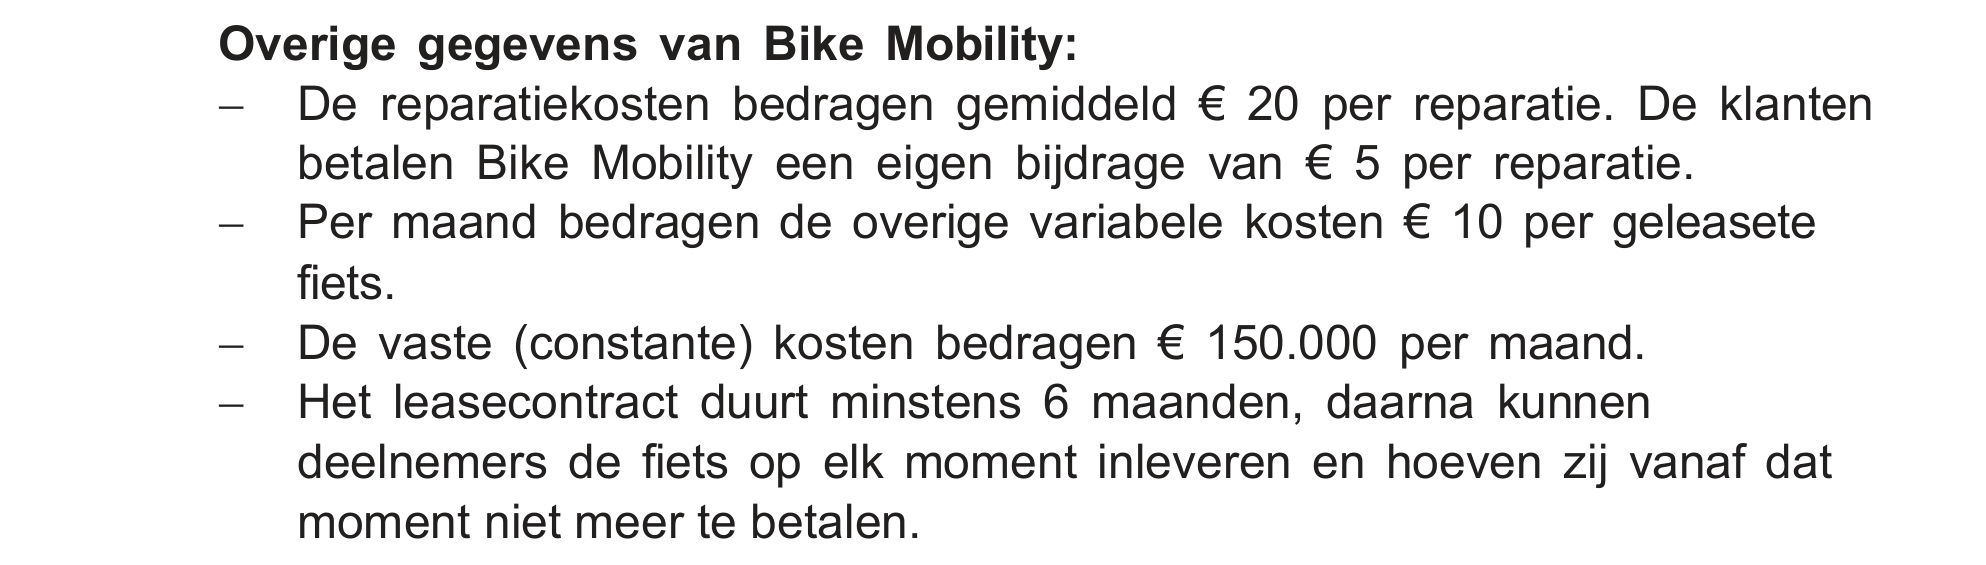 Overige gegevens van Bike Mobility:
– De reparatiekosten bedragen gemiddeld € 20 per reparatie. De klanten
betalen Bike Mobility een eigen bijdrage van € 5 per reparatie.
– Per maand bedragen de overige variabele kosten € 10 per geleasete
fiets.
– De vaste (constante) kosten bedragen € 150.000 per maand.
– Het leasecontract duurt minstens 6 maanden, daarna kunnen
deelnemers de fiets op elk moment inleveren en hoeven zij vanaf dat
moment niet meer te betalen.